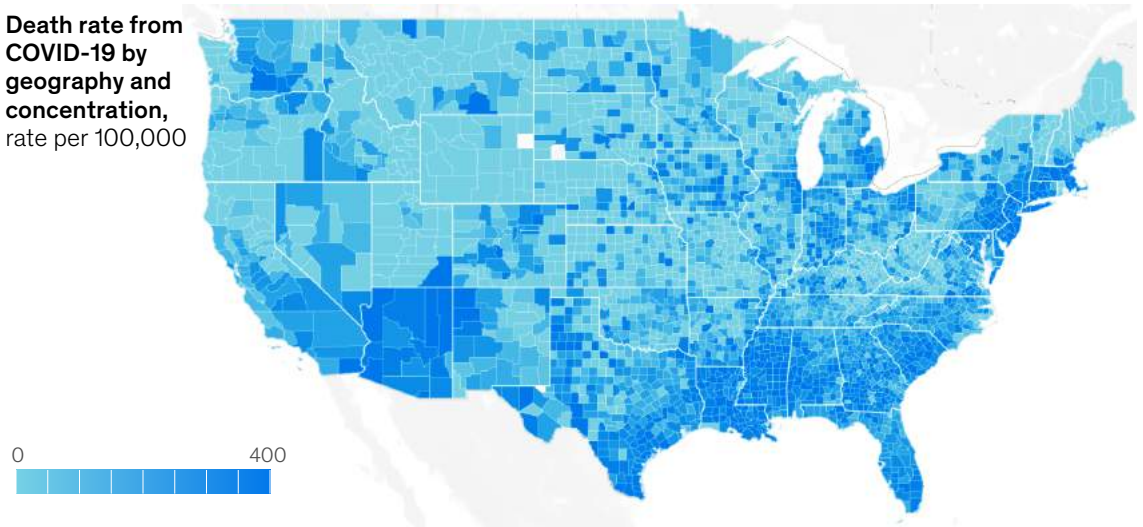 Death rate from
COVID-19 by
geography and
concentration,
rate per 100,000
0
400